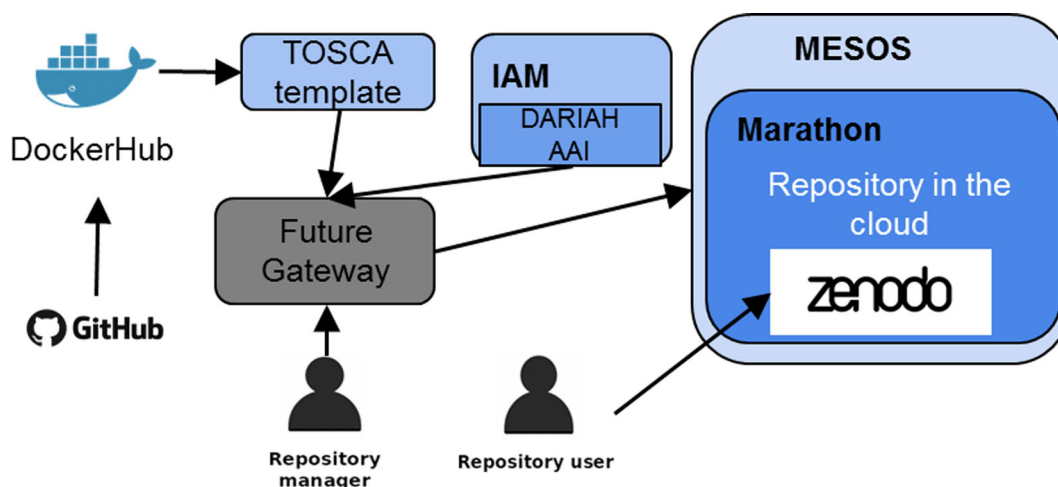 TOSCA
template
IAM
DARIAH
AAI
MESOS
Marathon
Repository in the
cloud
zenodo
DockerHub
Future
Gateway
GitHub
Repository
manager
Repository user